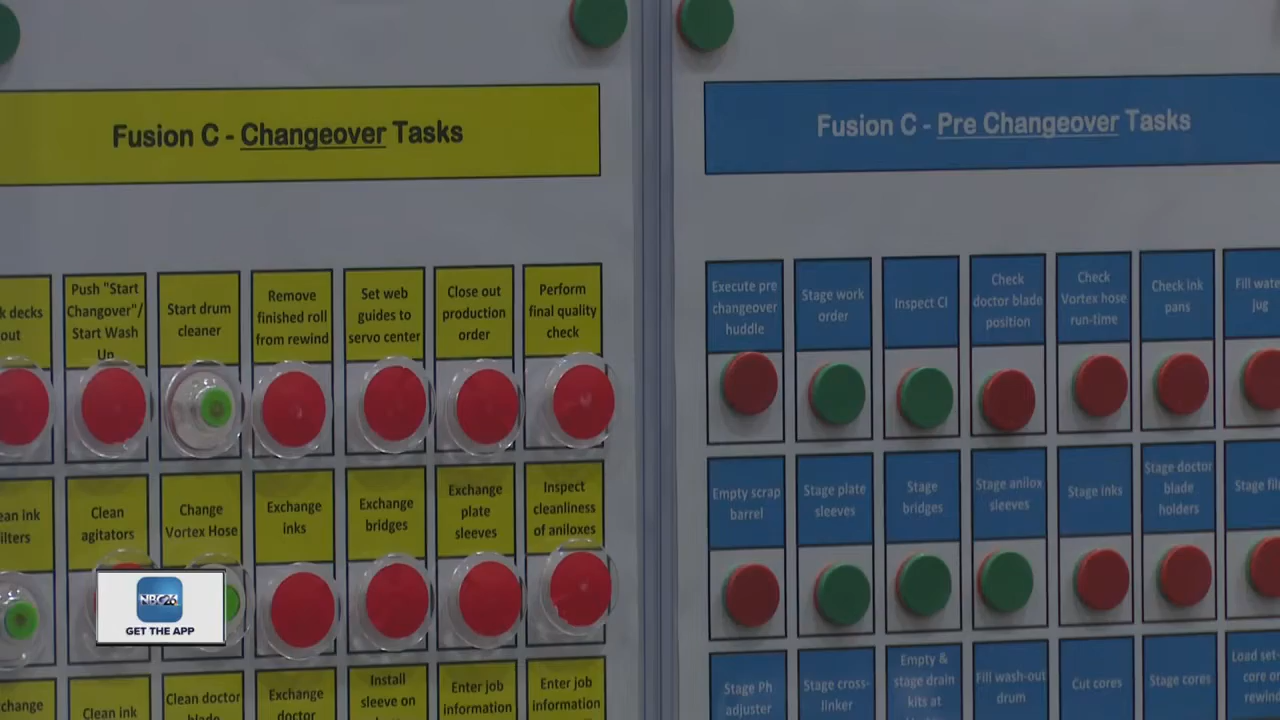 Fusion C - Changeover Tasks
k decks
out
Push "Start
Changover"/
Start Wash
Up
Start drum
cleaner
Remove
finished roll
from rewind
Set web
guides to
servo center
Close out
production
order
Perform
final quality
check
ean ink
ilters
Clean
agitators
Change
Vortex Hose
Exchange
inks
Exchange
bridges
Exchange
plate
sleeves
Inspect
cleanliness
of aniloxes
change
Clean ink
Clean doctor
blade
Exchange
doctor
Install
sleeve on
Enter job
information
Enter job
information
Fusion C - Pre Changeover Tasks
Execute pre
changeover
huddle
Stage work
order
Inspect CI
Check
doctor blade
position
Check
Vortex hose
run-time
Check ink
pans
Fill wate
jug
Empty scrap
barrel
Stage plate
sleeves
Stage
bridges
Stage anilox
sleeves
Stage inks
Stage doctor
blade
holders
Stage fil
Stage Ph
adjuster
Stage cross-
linker
Empty &
stage drain
kits at
Fill wash-out
drum
Cut cores
Stage cores
Load set-
core or
rewind
NBC26
GET THE APP